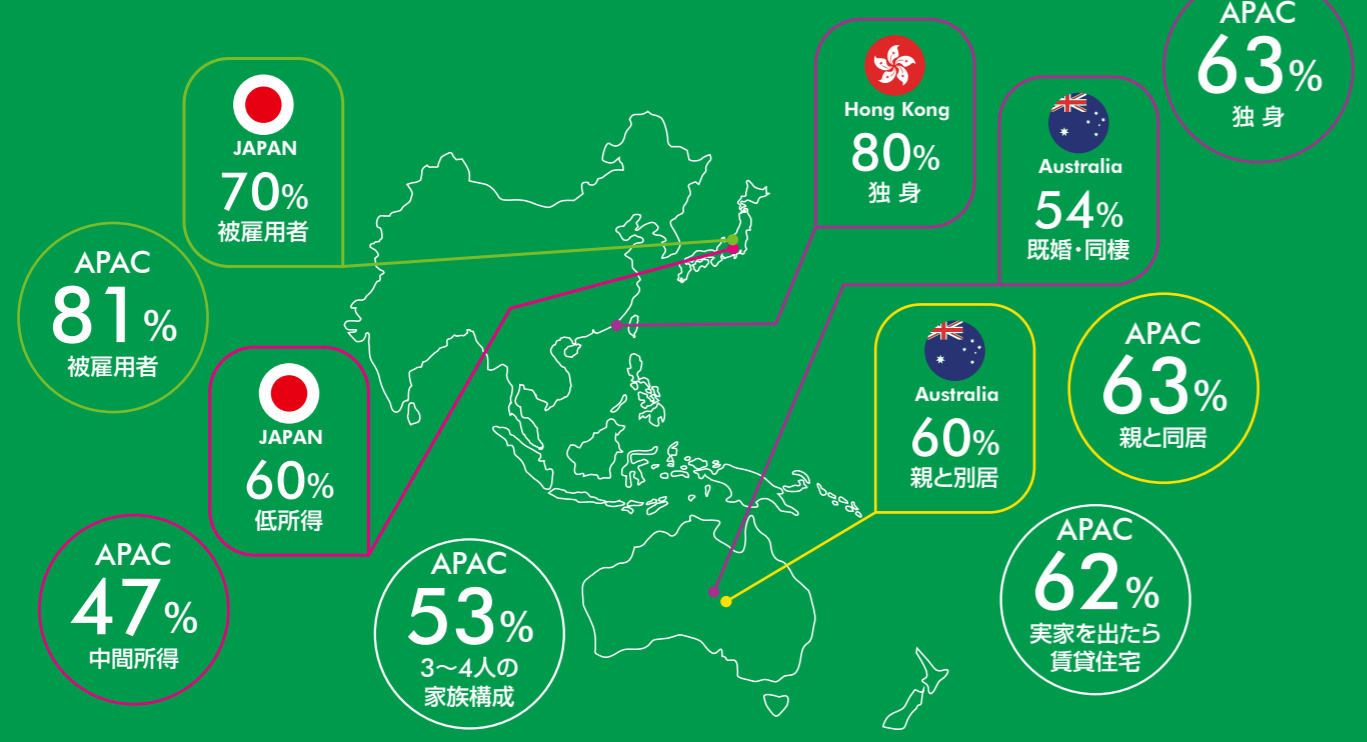 APAC
63%
独身
Hong Kong
80%
独身
JAPAN
70%
被雇用者
Australia
54%
既婚・同棲
APAC
81%
被雇用者
APAC
63%
親と同居
Australia
60%
親と別居
JAPAN
60%
低所得
APAC
47%
中間所得
APAC
53%
3〜4人の
家族構成
APAC
62%
実家を出たら
賃貸住宅